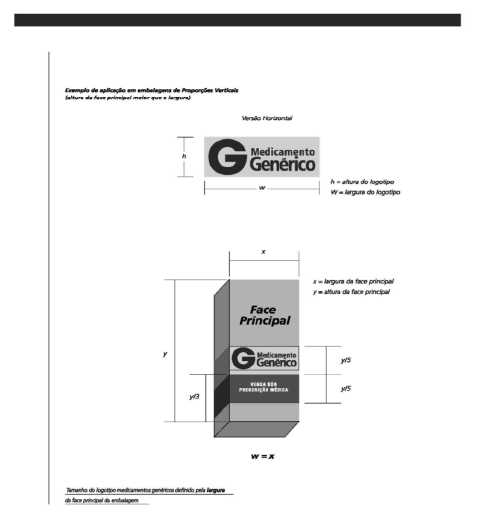 Exemplo de aplicação em embalagens de Proporções Verticais
(altura da face principal maior que a largura)
Versão Horizontal
h
G Medicamento
Genérico
w
h = altura do logotipo
W = largura do logotipo
x
x = largura da face principal
y = altura da face principal
Face
Principal
y
G Medicamento
Genérico
y/5
VENDA SOB
PRESCRIÇÃO MÉDICA
y/5
y/3
w = x
Tamanho do logotipo medicamentos genéricos definido pela largura
da face principal da embalagem